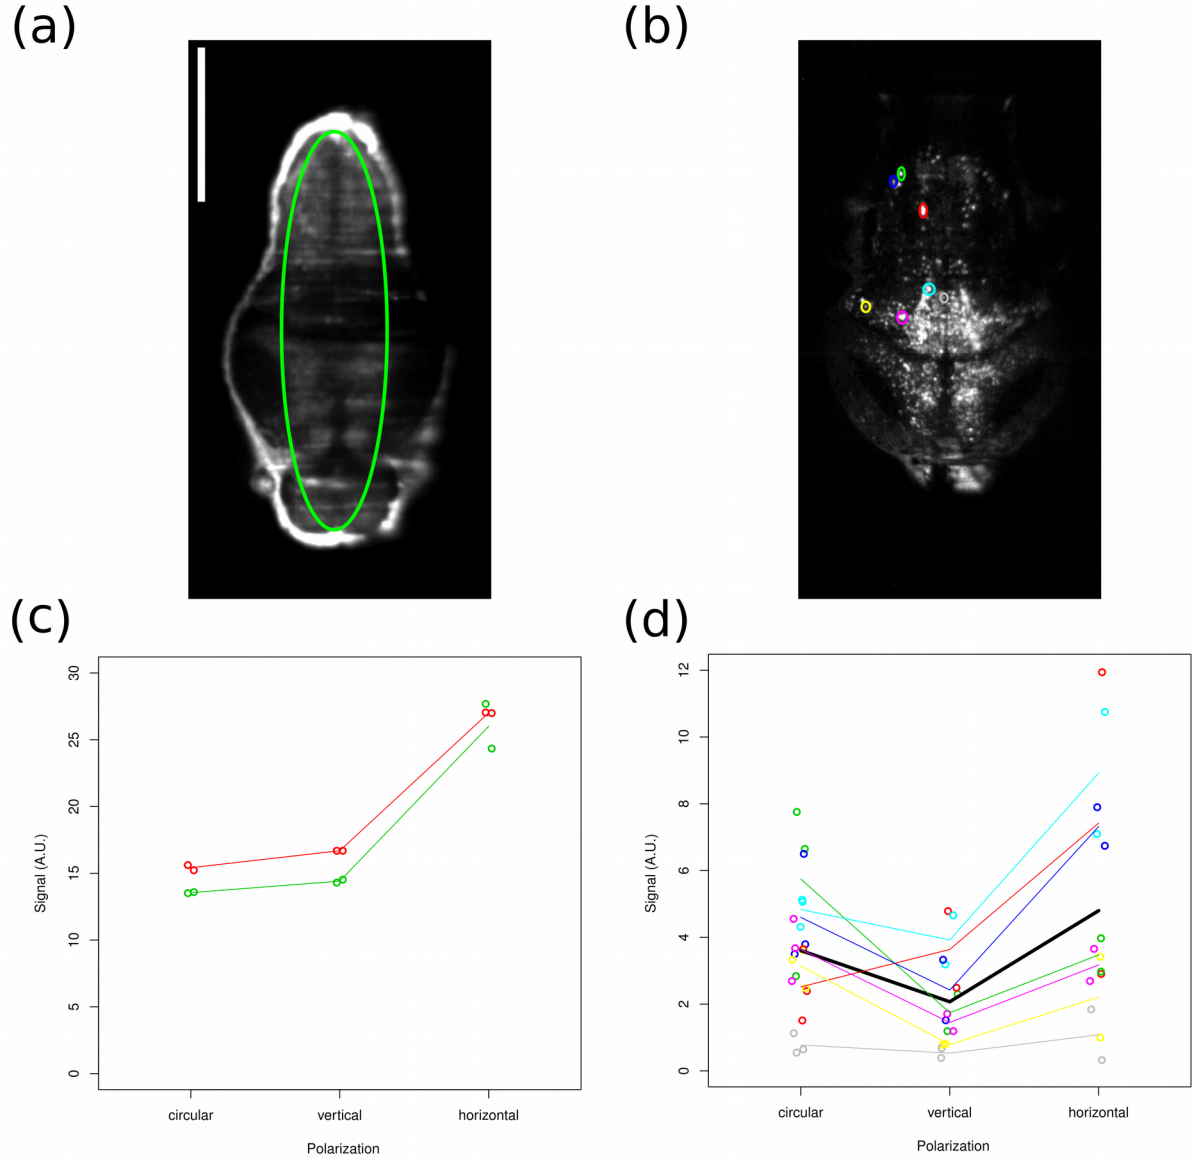 (a)
(b)
(c)
30
25
20
15
10
5
0
Signal (A.U.)
circular
vertical
horizontal
Polarization
(d)
12
10
8
6
4
2
0
Signal (A.U.)
circular
vertical
horizontal
Polarization